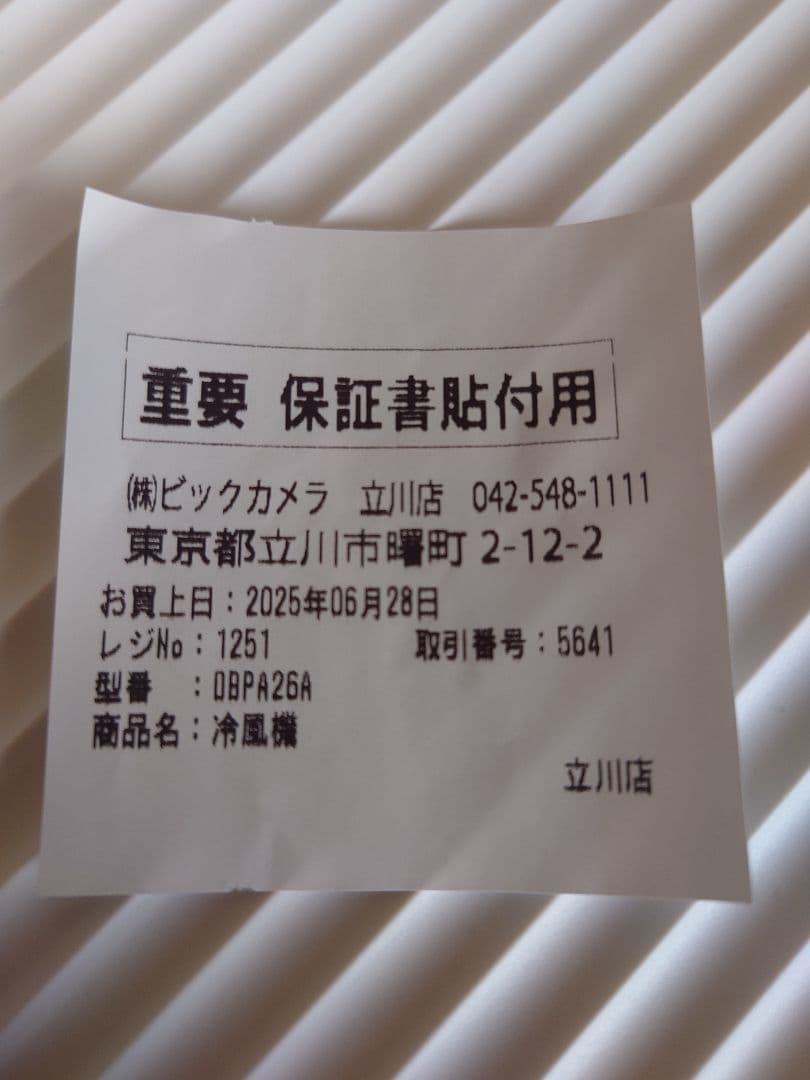 重要 保証書貼付用
㈱ビックカメラ 立川店 042-548-1111
東京都立川市曙町 2-12-2
お買上日：2025年06月28日
レジNo：1251 取引番号：5641
型番 ：OBPA26A
商品名：冷風機
立川店